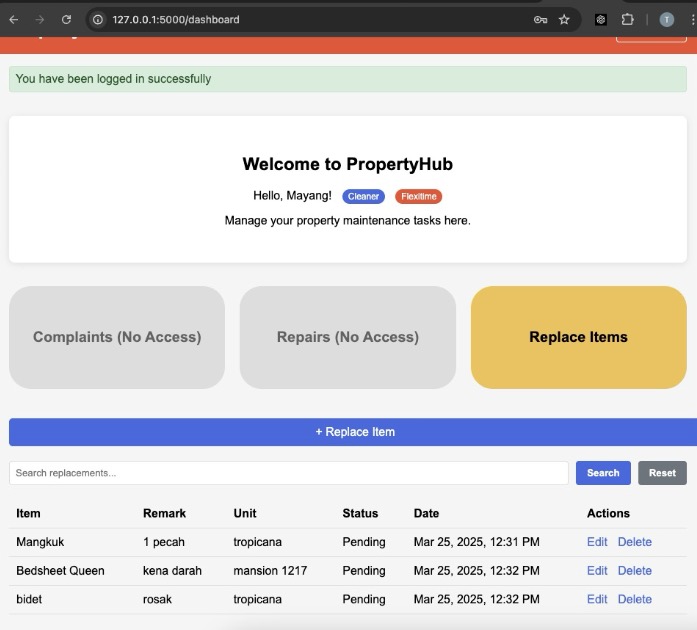 127.0.0.1:5000/dashboard
T
You have been logged in successfully
Welcome to PropertyHub
Hello, Mayang! Cleaner Flexitime
Manage your property maintenance tasks here.
Complaints (No Access) Repairs (No Access) Replace Items
+ Replace Item
Search replacements... Search Reset
Item Remark Unit Status Date Actions
Mangkuk 1 pecah tropicana Pending Mar 25, 2025, 12:31 PM Edit Delete
Bedsheet Queen kena darah mansion 1217 Pending Mar 25, 2025, 12:32 PM Edit Delete
bidet rosak tropicana Pending Mar 25, 2025, 12:32 PM Edit Delete